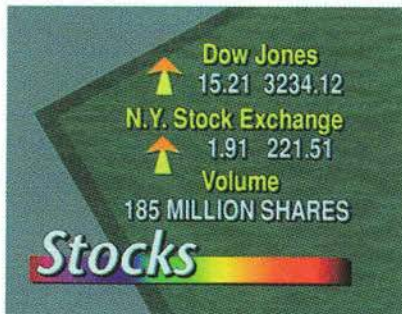 Dow Jones
15.21 3234.12
N.Y. Stock Exchange
1.91 221.51
Volume
185 MILLION SHARES
Stocks